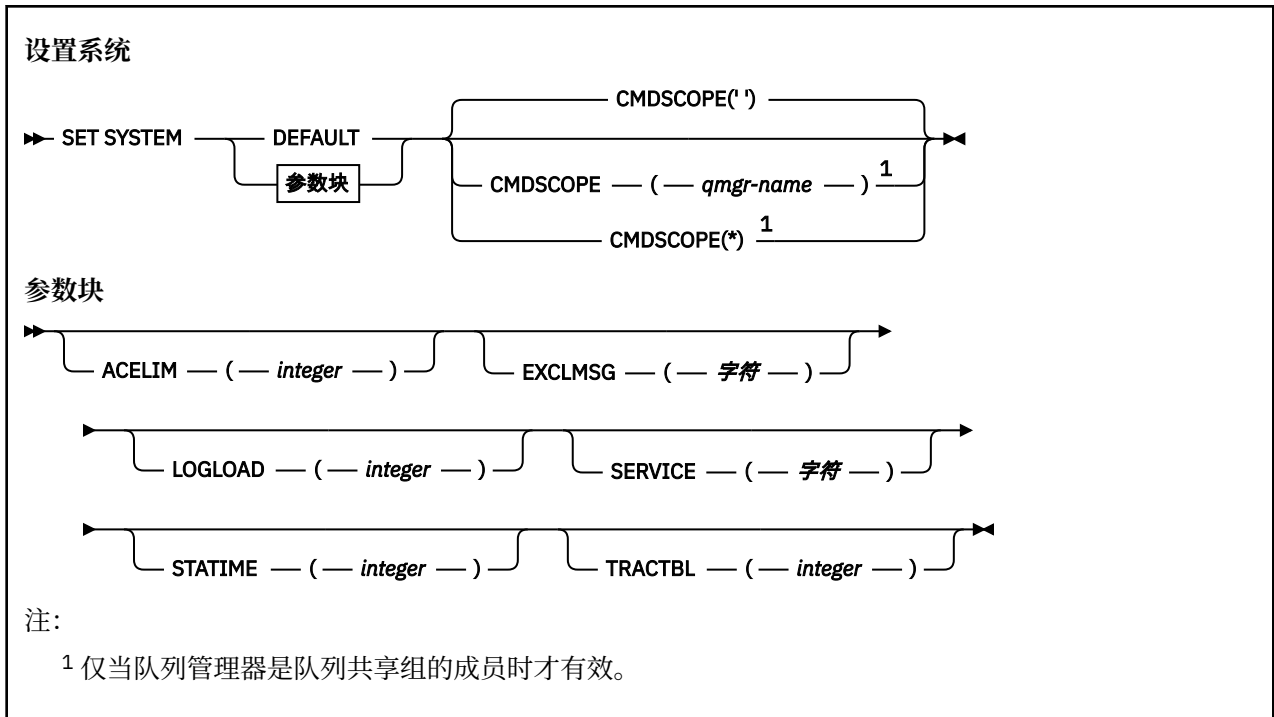 设置系统
CMDSCOPE(' ')
SET SYSTEM DEFAULT
参数块
CMDSCOPE ( qmgr-name ) 1
CMDSCOPE(*) 1
参数块
ACELIM ( integer ) EXCLMSG ( 字符 )
LOGLOAD ( integer ) SERVICE ( 字符 )
STATIME ( integer ) TRACTBL ( integer )
注：
1 仅当队列管理器是队列共享组的成员时才有效。